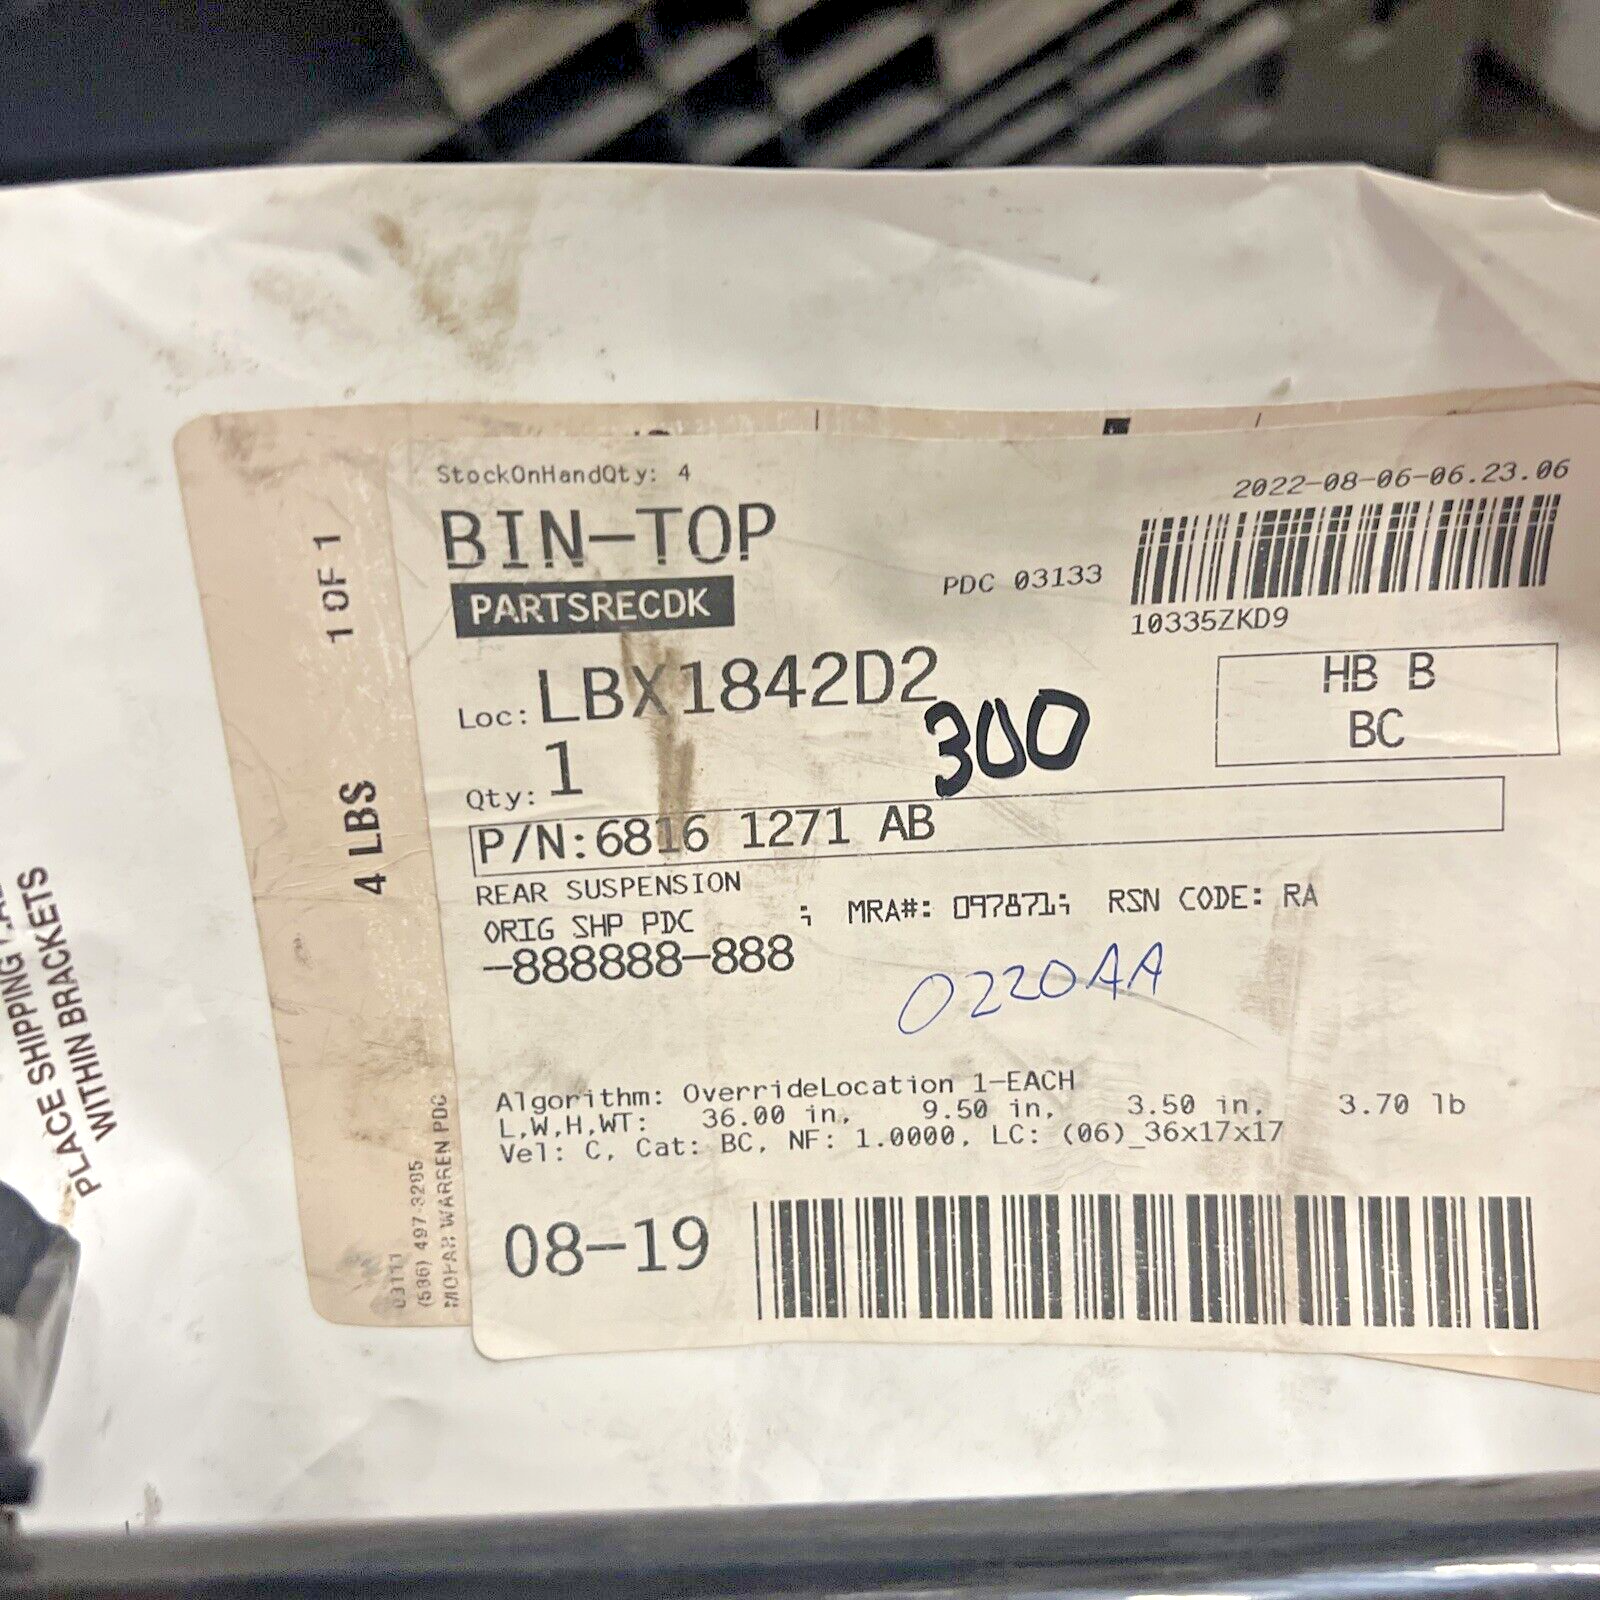 StockOnHandQty: 4
2022-08-06-06.23.06
BIN-TOP
PARTSRECDK
PDC 03133
10335ZKD9
Loc: LBX1842D2
300
HB B
BC
Qty: 1
P/N:6816 1271 AB
REAR SUSPENSION
ORIG SHP PDC ; MRA#: 097871; RSN CODE: RA
-888888-888
0220AA
Algorithm: OverrideLocation 1-EACH
L,W,H,WT: 36.00 in, 9.50 in, 3.50 in, 3.70 lb
Vel: C, Cat: BC, NF: 1.0000, LC: (06)_36x17x17
08-19
1 OF 1
4 LBS
03111
(586) 497-3295
MOPAR WARREN PDC
PLACE SHIPPING
WITHIN BRACKETS